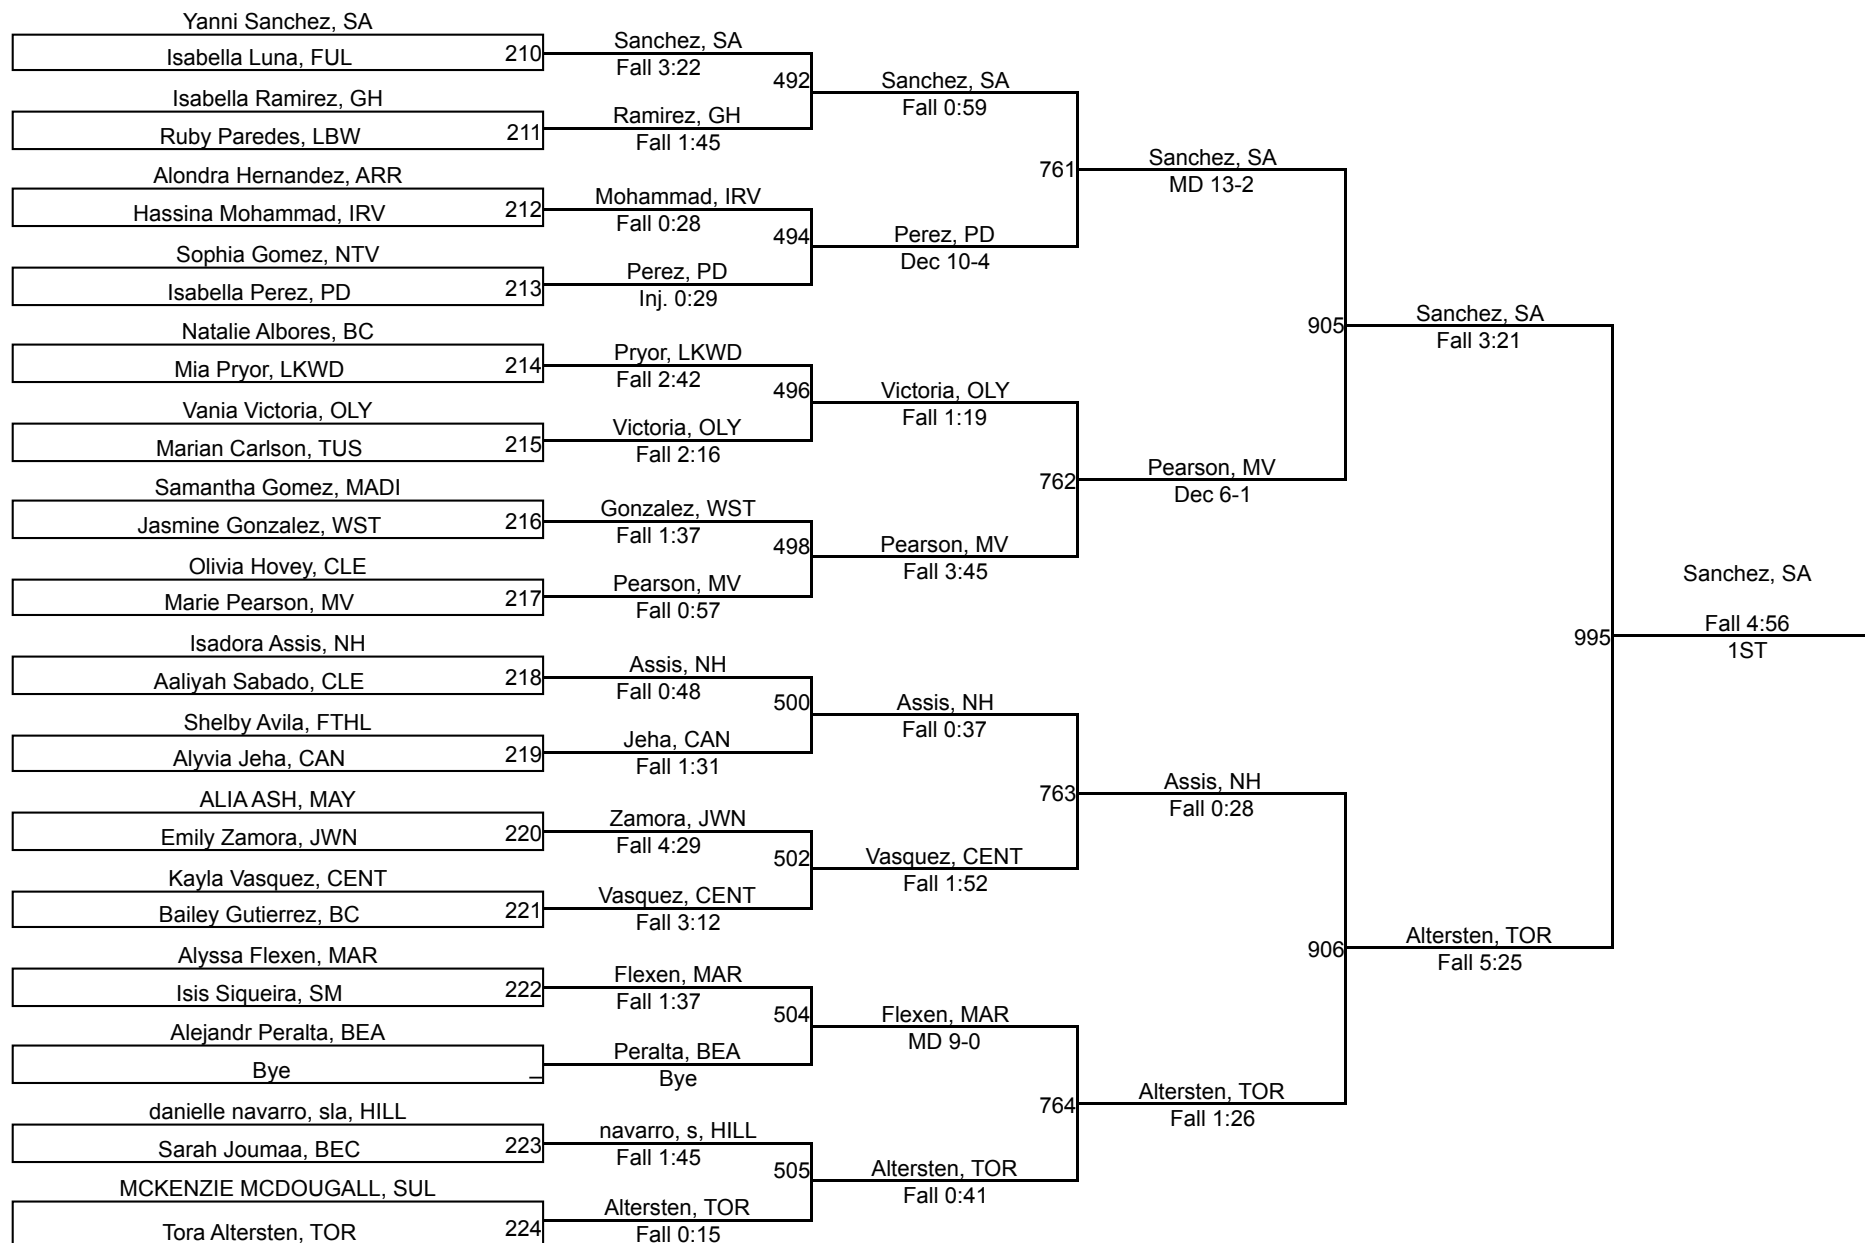 Yanni Sanchez, SA
Isabella Luna, FUL
210
Isabella Ramirez, GH
Ruby Paredes, LBW
211
Alondra Hernandez, ARR
Hassina Mohammad, IRV
212
Sophia Gomez, NTV
Isabella Perez, PD
213
Natalie Albores, BC
Mia Pryor, LKWD
214
Vania Victoria, OLY
Marian Carlson, TUS
215
Samantha Gomez, MADI
Jasmine Gonzalez, WST
216
Olivia Hovey, CLE
Marie Pearson, MV
217
Isadora Assis, NH
Aaliyah Sabado, CLE
218
Shelby Avila, FTHL
Alyvia Jeha, CAN
219
ALIA ASH, MAY
Emily Zamora, JWN
220
Kayla Vasquez, CENT
Bailey Gutierrez, BC
221
Alyssa Flexen, MAR
Isis Siqueira, SM
222
Alejandr Peralta, BEA
Bye
_
danielle navarro, sla, HILL
Sarah Joumaa, BEC
223
MCKENZIE MCDOUGALL, SUL
Tora Altersten, TOR
224
Sanchez, SA
Fall 3:22
492
Ramirez, GH
Fall 1:45
Mohammad, IRV
Fall 0:28
494
Perez, PD
Inj. 0:29
Pryor, LKWD
Fall 2:42
496
Victoria, OLY
Fall 2:16
Gonzalez, WST
Fall 1:37
498
Pearson, MV
Fall 0:57
Assis, NH
Fall 0:48
500
Jeha, CAN
Fall 1:31
Zamora, JWN
Fall 4:29
502
Vasquez, CENT
Fall 3:12
Flexen, MAR
Fall 1:37
504
Peralta, BEA
Bye
navarro, s, HILL
Fall 1:45
505
Altersten, TOR
Fall 0:15
Sanchez, SA
Fall 0:59
761
Perez, PD
Dec 10-4
Victoria, OLY
Fall 1:19
762
Pearson, MV
Fall 3:45
Assis, NH
Fall 0:37
763
Vasquez, CENT
Fall 1:52
Flexen, MAR
MD 9-0
764
Altersten, TOR
Fall 0:41
Sanchez, SA
MD 13-2
905
Pearson, MV
Dec 6-1
Assis, NH
Fall 0:28
906
Altersten, TOR
Fall 1:26
Sanchez, SA
Fall 3:21
995
Altersten, TOR
Fall 5:25
Sanchez, SA
Fall 4:56
1ST